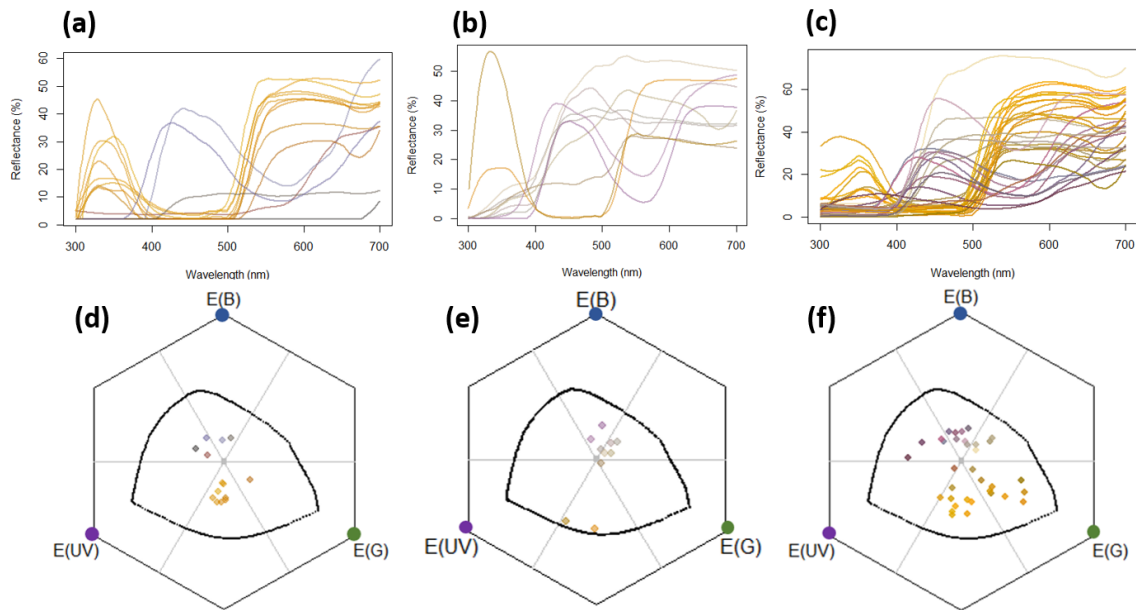 (a)
(b)
(c)
Reflectance (%)
0 10 20 30 40 50 60
300 400 500 600 700
Wavelength (nm)
Reflectance (%)
0 10 20 30 40 50
300 400 500 600 700
Wavelength (nm)
Reflectance (%)
0 20 40 60
300 400 500 600 700
Wavelength (nm)
(d)
E(B)
E(UV)
E(G)
(e)
E(B)
E(UV)
E(G)
(f)
E(B)
E(UV)
E(G)